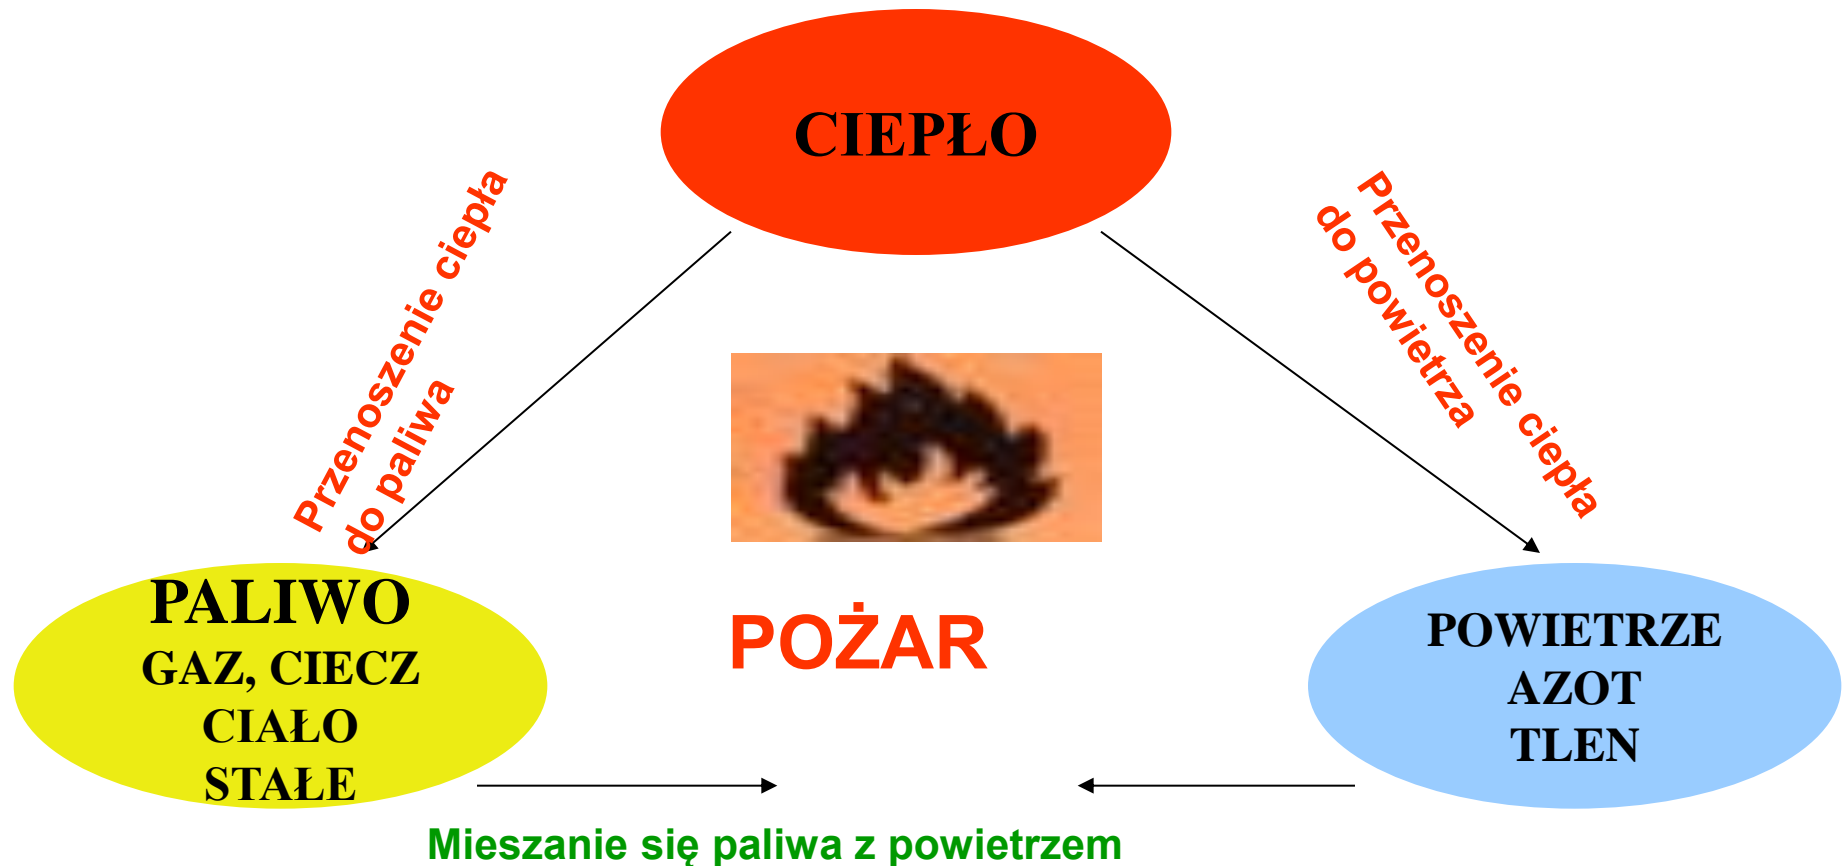 CIEPŁO
Przenoszenie ciepła
do paliwa
Przenoszenie ciepła
do powietrza
PALIWO
GAZ, CIECZ
CIAŁO
STAŁE
POŻAR
POWIETRZE
AZOT
TLEN
Mieszanie się paliwa z powietrzem